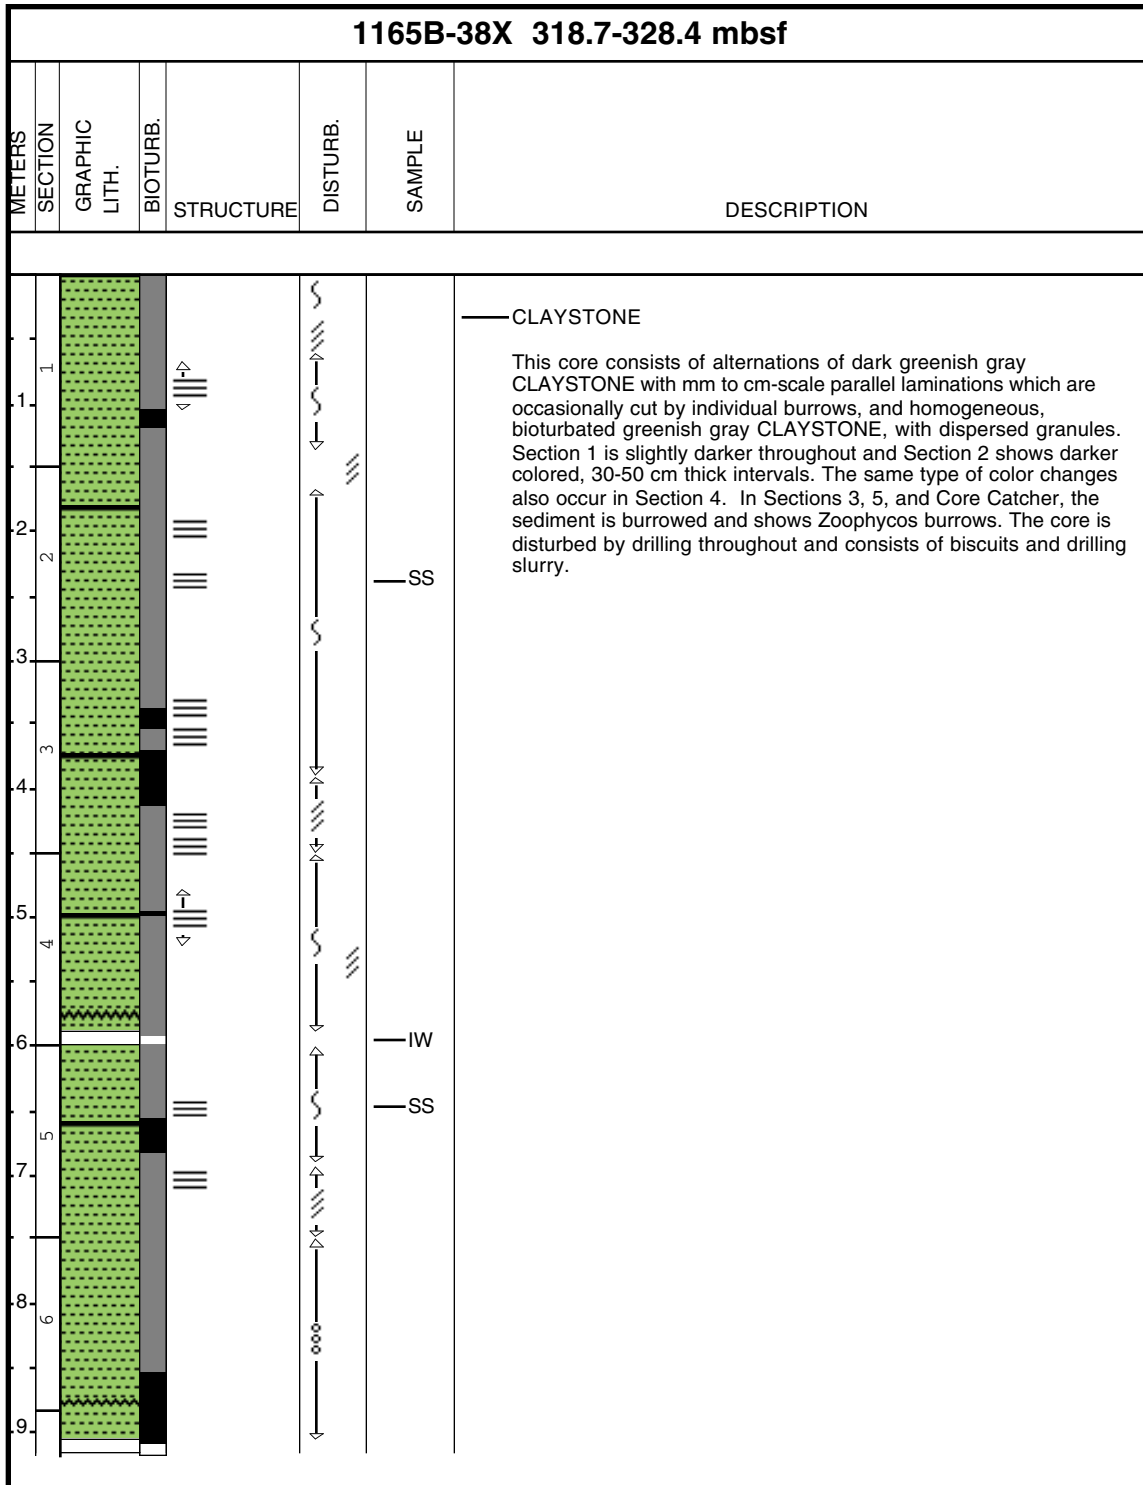 1165B-38X 318.7-328.4 mbsf
METERS
SECTION
GRAPHIC
LITH.
BIOTURB.
STRUCTURE
DISTURB.
SAMPLE
DESCRIPTION
CLAYSTONE
This core consists of alternations of dark greenish gray
CLAYSTONE with mm to cm-scale parallel laminations which are
occasionally cut by individual burrows, and homogeneous,
bioturbated greenish gray CLAYSTONE, with dispersed granules.
Section 1 is slightly darker throughout and Section 2 shows darker
colored, 30-50 cm thick intervals. The same type of color changes
also occur in Section 4. In Sections 3, 5, and Core Catcher, the
sediment is burrowed and shows Zoophycos burrows. The core is
disturbed by drilling throughout and consists of biscuits and drilling
slurry.
1
1
2
2
SS
3
3
4
5
4
6
IW
SS
5
7
8
6
9